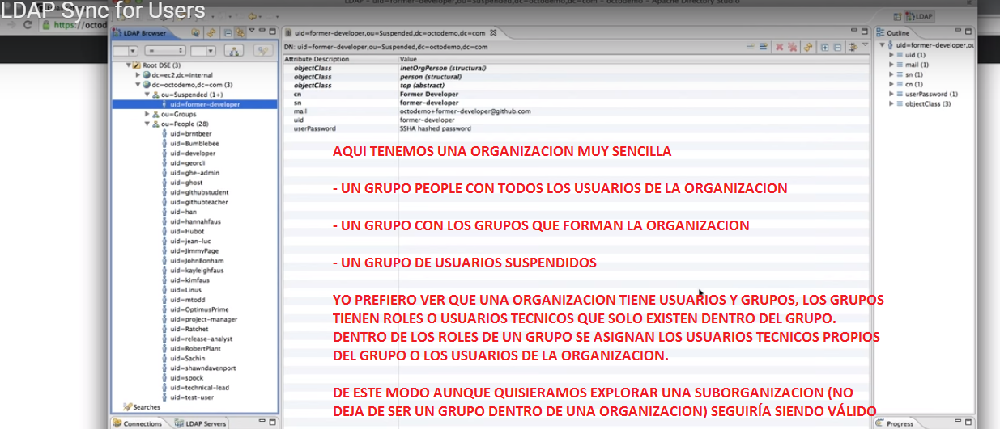 LDAP - uid=former-developer,ou=Suspended,dc=octodemo,dc=com - octodemo - Apache Directory Studio
LDAP Sync for Users
https://octod
LDAP
LDAP Browser
=
Root DSE (3)
dc=ec2,dc=internal
dc=octodemo,dc=com (3)
ou=Suspended (1+)
uid=former-developer
ou=Groups
ou=People (28)
uid=brntbeer
uid=Bumblebee
uid=developer
uid=geordi
uid=ghe-admin
uid=ghost
uid=githubstudent
uid=githubteacher
uid=han
uid=hannahfaus
uid=Hubot
uid=jean-luc
uid=JimmyPage
uid=JohnBonham
uid=kayleighfaus
uid=kimfaus
uid=Linus
uid=mtodd
uid=OptimusPrime
uid=project-manager
uid=Ratchet
uid=release-analyst
uid=RobertPlant
uid=Sachin
uid=shawndavenport
uid=spock
uid=technical-lead
uid=test-user
Searches
Connections LDAP Servers
uid=former-developer,ou=Suspended,dc=octodemo,dc=com
DN: uid=former-developer,ou=Suspended,dc=octodemo,dc=com
Attribute Description Value
objectClass inetOrgPerson (structural)
objectClass person (structural)
objectClass top (abstract)
cn Former Developer
sn former-developer
mail octodemo+former-developer@github.com
uid former-developer
userPassword SSHA hashed password
AQUI TENEMOS UNA ORGANIZACION MUY SENCILLA
- UN GRUPO PEOPLE CON TODOS LOS USUARIOS DE LA ORGANIZACION
- UN GRUPO CON LOS GRUPOS QUE FORMAN LA ORGANIZACION
- UN GRUPO DE USUARIOS SUSPENDIDOS
YO PREFIERO VER QUE UNA ORGANIZACION TIENE USUARIOS Y GRUPOS, LOS GRUPOS
TIENEN ROLES O USUARIOS TECNICOS QUE SOLO EXISTEN DENTRO DEL GRUPO.
DENTRO DE LOS ROLES DE UN GRUPO SE ASIGNAN LOS USUARIOS TECNICOS PROPIOS
DEL GRUPO O LOS USUARIOS DE LA ORGANIZACION.
DE ESTE MODO AUNQUE QUISIERAMOS EXPLORAR UNA SUBORGANIZACION (NO
DEJA DE SER UN GRUPO DENTRO DE UNA ORGANIZACION) SEGUIRÍA SIENDO VÁLIDO
Outline
uid=former-developer,ou
uid (1)
mail (1)
sn (1)
cn (1)
userPassword (1)
objectClass (3)
Progress